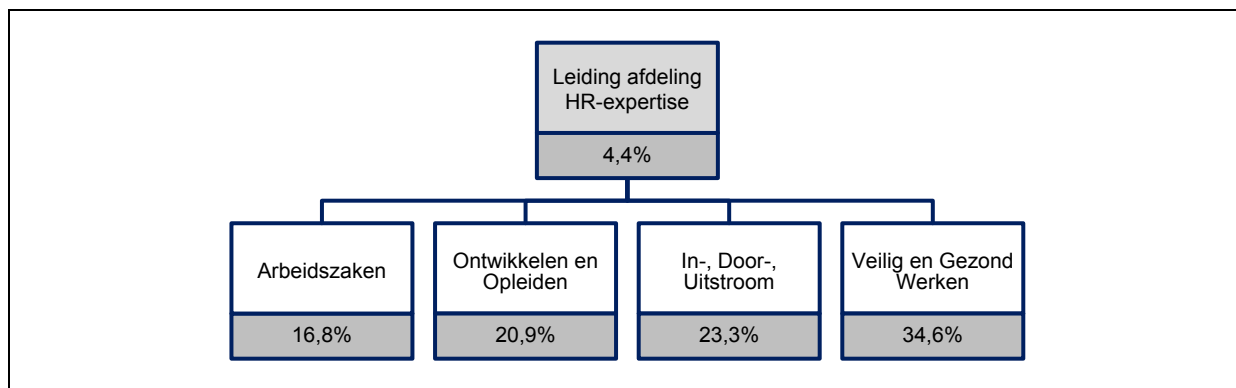 Leiding afdeling
HR-expertise
4,4%
Arbeidszaken
16,8%
Ontwikkelen en
Opleiden
20,9%
In-, Door-,
Uitstroom
23,3%
Veilig en Gezond
Werken
34,6%